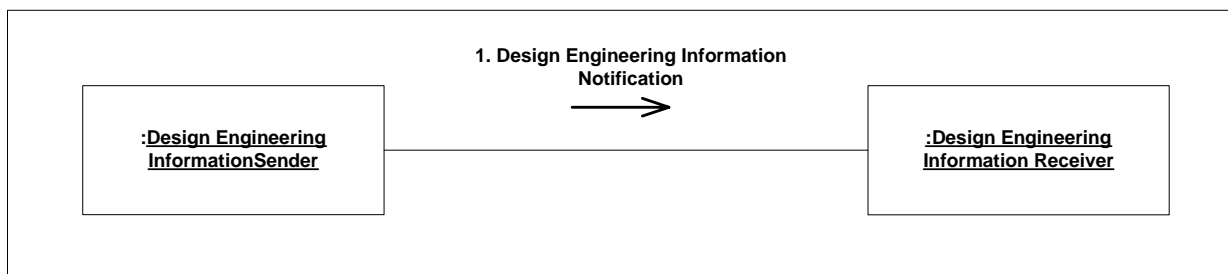 1. Design Engineering Information
Notification
:Design Engineering
InformationSender
:Design Engineering
Information Receiver